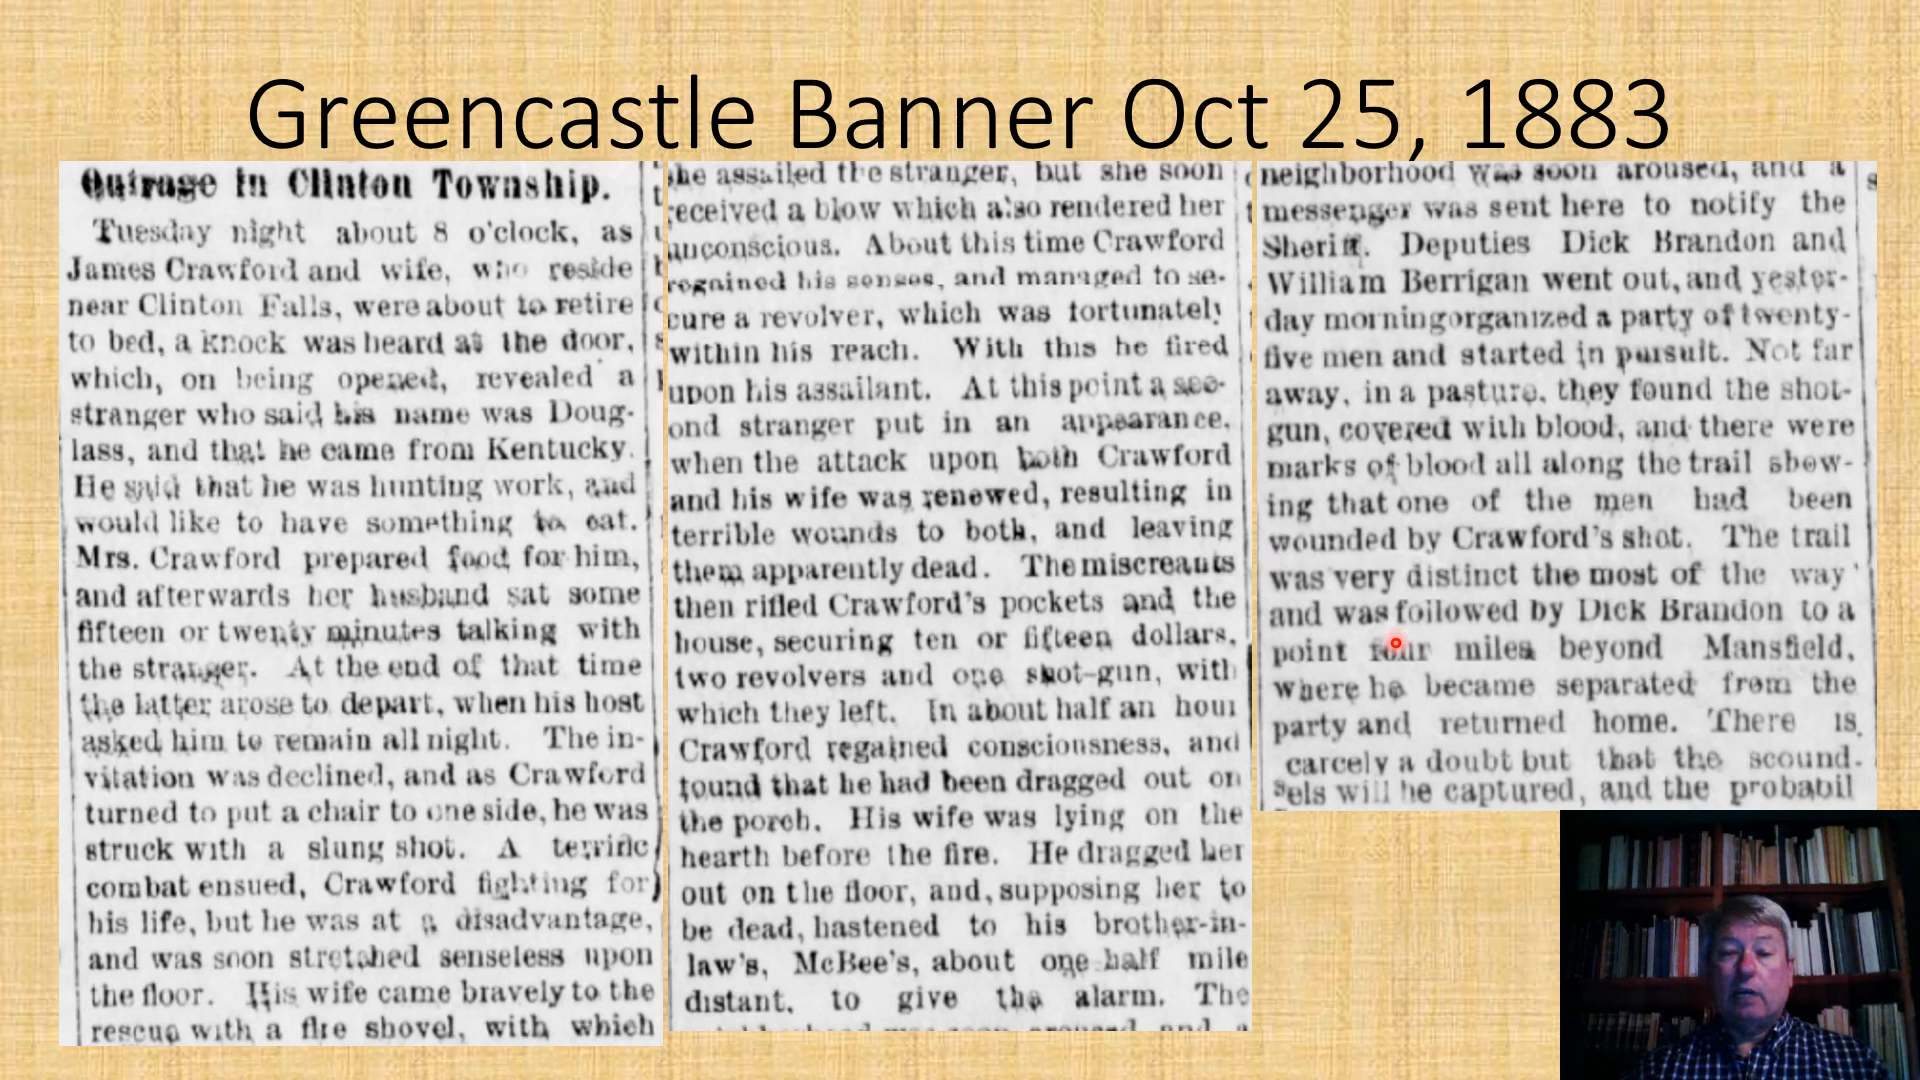 Greencastle Banner Oct 25, 1883
Outrage in Clinton Township.
Tuesday night about 8 o'clock, as
James Crawford and wife, who reside
near Clinton Falls, were about to retire
to bed, a knock was heard at the door,
which, on being opened, revealed a
stranger who said his name was Doug-
lass, and that he came from Kentucky.
He said that he was hunting work, and
would like to have something to eat.
Mrs. Crawford prepared food for him,
and afterwards her husband sat some
fifteen or twenty minutes talking with
the stranger. At the end of that time
the latter arose to depart, when his host
asked him to remain all night. The in-
vitation was declined, and as Crawford
turned to put a chair to one side, he was
struck with a slung shot. A terrific
combat ensued, Crawford fighting for
his life, but he was at a disadvantage,
and was soon stretched senseless upon
the floor. His wife came bravely to the
rescue with a fire shovel, with which
she assailed the stranger, but she soon
received a blow which also rendered her
unconscious. About this time Crawford
regained his senses, and managed to se-
cure a revolver, which was fortunately
within his reach. With this he fired
upon his assailant. At this point a sec-
ond stranger put in an appearance,
when the attack upon both Crawford
and his wife was renewed, resulting in
terrible wounds to both, and leaving
them apparently dead. The miscreants
then rifled Crawford's pockets and the
house, securing ten or fifteen dollars,
two revolvers and one shot-gun, with
which they left. In about half an hour
Crawford regained consciousness, and
found that he had been dragged out on
the porch. His wife was lying on the
hearth before the fire. He dragged her
out on the floor, and, supposing her to
be dead, hastened to his brother-in-
law's, McBee's, about one half mile
distant, to give the alarm. The
neighborhood was soon aroused, and a
neighborhood was soon aroused, and a
messenger was sent here to notify the
Sheriff. Deputies Dick Brandon and
William Berrigan went out, and yester-
day morning organized a party of twenty-
five men and started in pursuit. Not far
away, in a pasture, they found the shot-
gun, covered with blood, and there were
marks of blood all along the trail show-
ing that one of the men had been
wounded by Crawford's shot. The trail
was very distinct the most of the way
and was followed by Dick Brandon to a
point four miles beyond Mansfield,
where he became separated from the
party and returned home. There is
carcely a doubt but that the scound-
sels will be captured, and the probabil